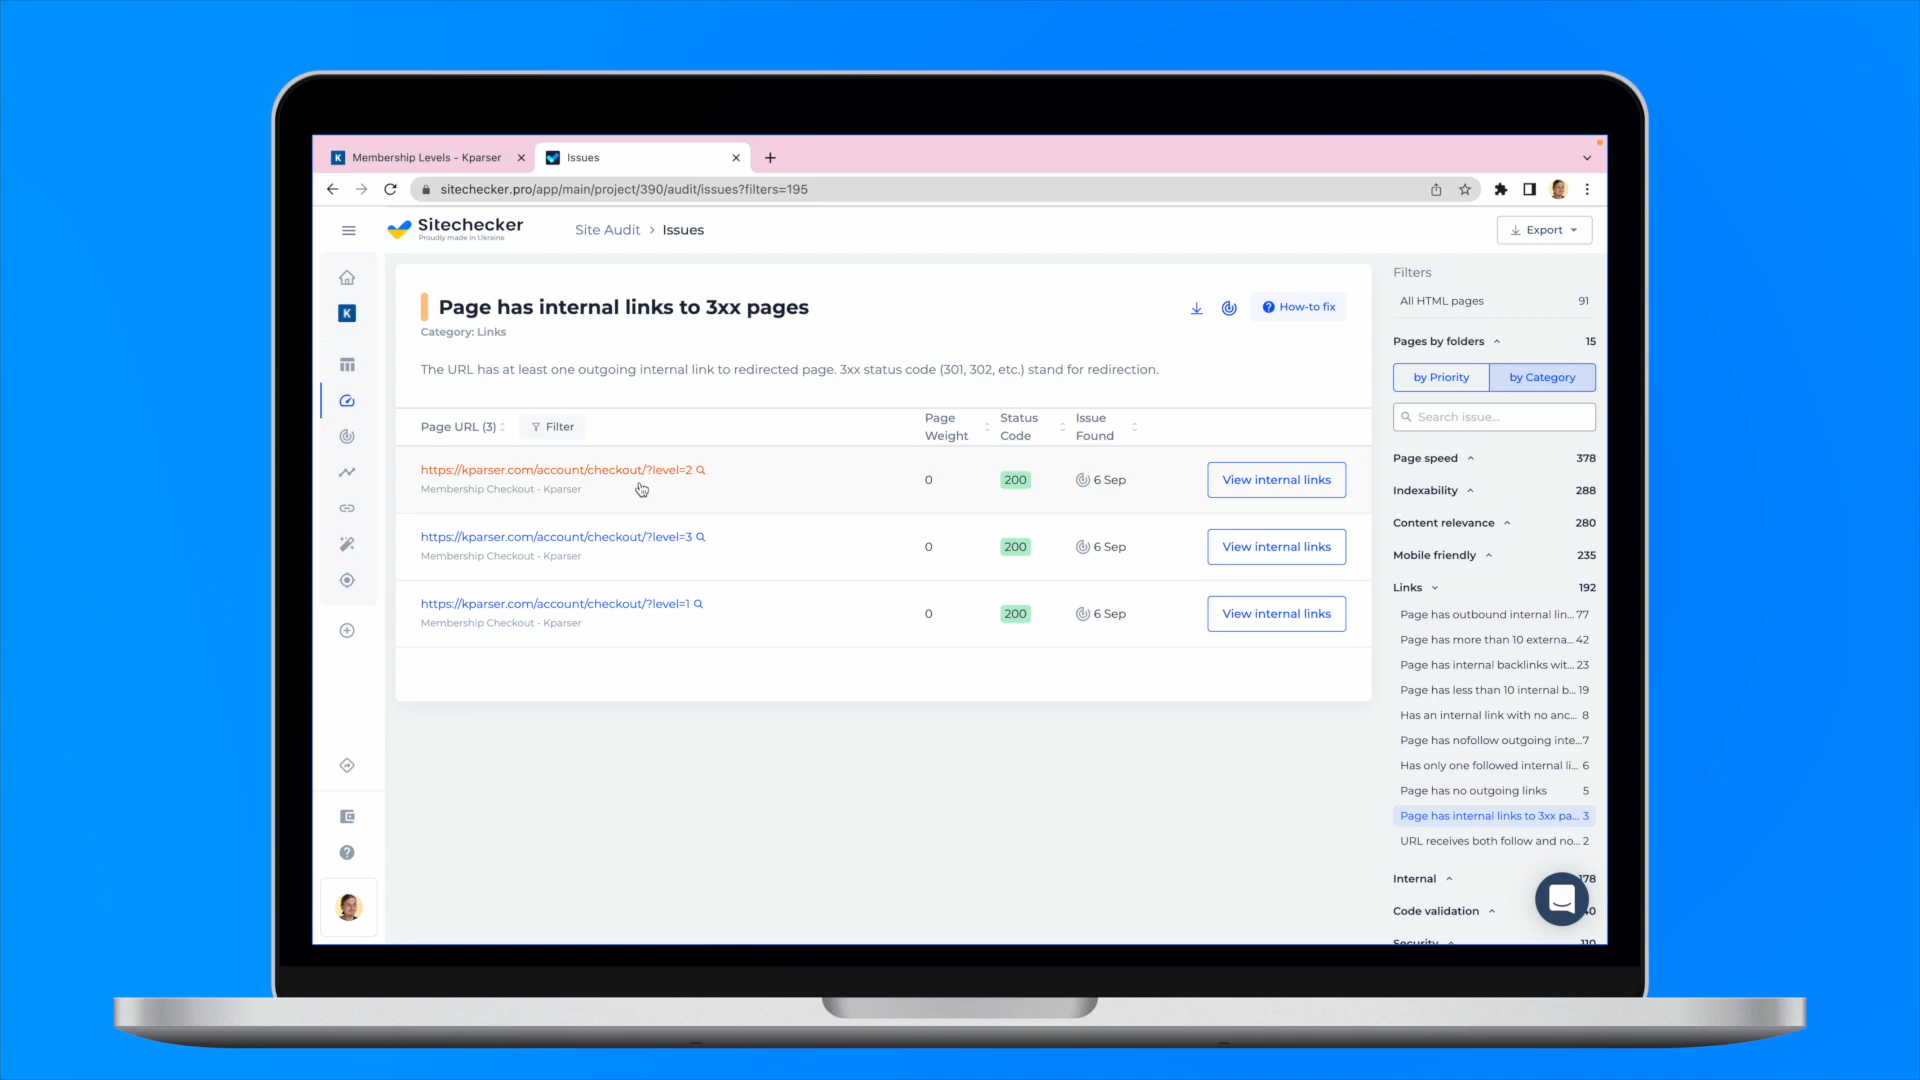 K Membership Levels - Kparser
Issues
sitechecker.pro/app/main/project/390/audit/issues?filters=195
Sitechecker
Proudly made in Ukraine
Site Audit > Issues
Export
K
Page has internal links to 3xx pages
Category: Links
How-to fix
The URL has at least one outgoing internal link to redirected page. 3xx status code (301, 302, etc.) stand for redirection.
Page URL (3)
Filter
Page Weight
Status Code
Issue Found
https://kparser.com/account/checkout/?level=2
Membership Checkout - Kparser
0
200
6 Sep
View internal links
https://kparser.com/account/checkout/?level=3
Membership Checkout - Kparser
0
200
6 Sep
View internal links
https://kparser.com/account/checkout/?level=1
Membership Checkout - Kparser
0
200
6 Sep
View internal links
Filters
All HTML pages 91
Pages by folders 15
by Priority
by Category
Search issue...
Page speed 378
Indexability 288
Content relevance 280
Mobile friendly 235
Links 192
Page has outbound internal lin... 77
Page has more than 10 externa... 42
Page has internal backlinks wit... 23
Page has less than 10 internal b... 19
Has an internal link with no anc... 8
Page has nofollow outgoing inte... 7
Has only one followed internal li... 6
Page has no outgoing links 5
Page has internal links to 3xx pa... 3
URL receives both follow and no... 2
Internal
Code validation
Security 110